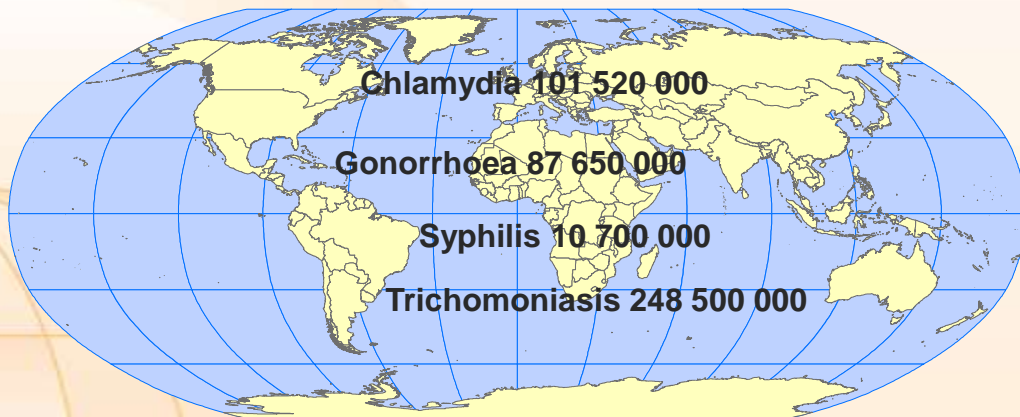 Chlamydia 101 520 000
Gonorrhoea 87 650 000
Syphilis 10 700 000
Trichomoniasis 248 500 000